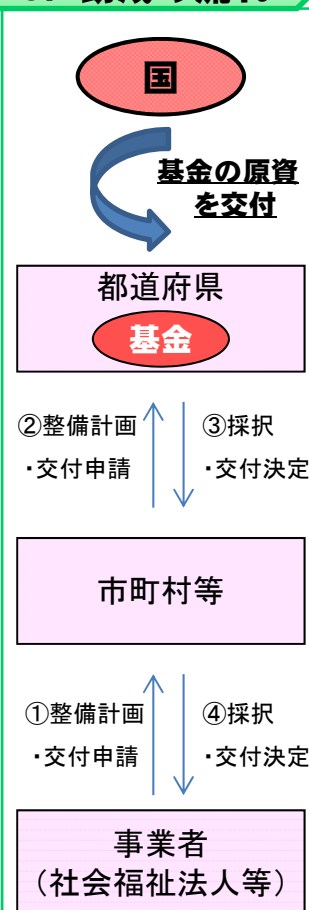 国
基金の原資
を交付
都道府県
基金
②整備計画
・交付申請
③採択
・交付決定
市町村等
①整備計画
・交付申請
④採択
・交付決定
事業者
（社会福祉法人等）